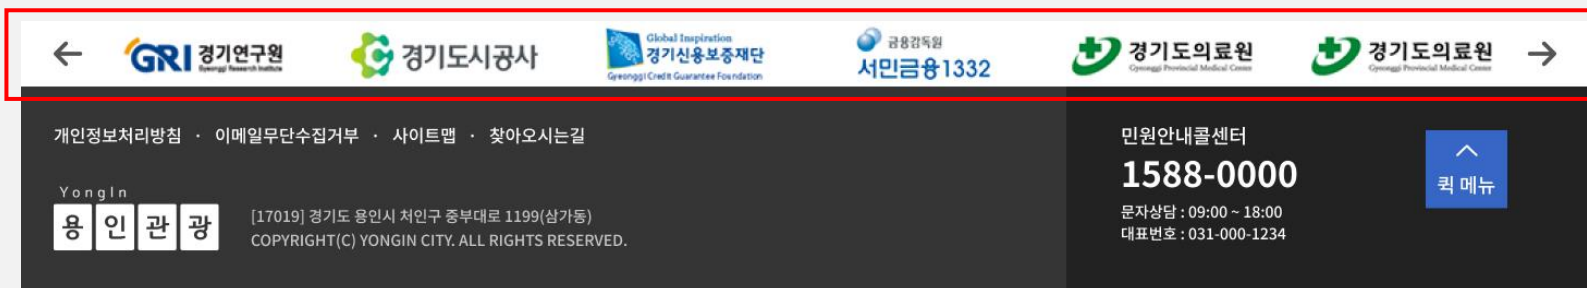 GRI 경기연구원
Gyeonggi Research Institute
경기도시공사
Global Inspiration
경기신용보증재단
Gyeonggi Credit Guarantee Foundation
금융감독원
서민금융1332
경기도의료원
Gyeonggi Provincial Medical Center
경기도의료원
Gyeonggi Provincial Medical Center
개인정보처리방침 · 이메일무단수집거부 · 사이트맵 · 찾아오시는길
YongIn
용인관광
[17019] 경기도 용인시 처인구 중부대로 1199(삼가동)
COPYRIGHT(C) YONGIN CITY. ALL RIGHTS RESERVED.
민원안내콜센터
1588-0000
문자상담 : 09:00 ~ 18:00
대표번호 : 031-000-1234
퀵 메뉴